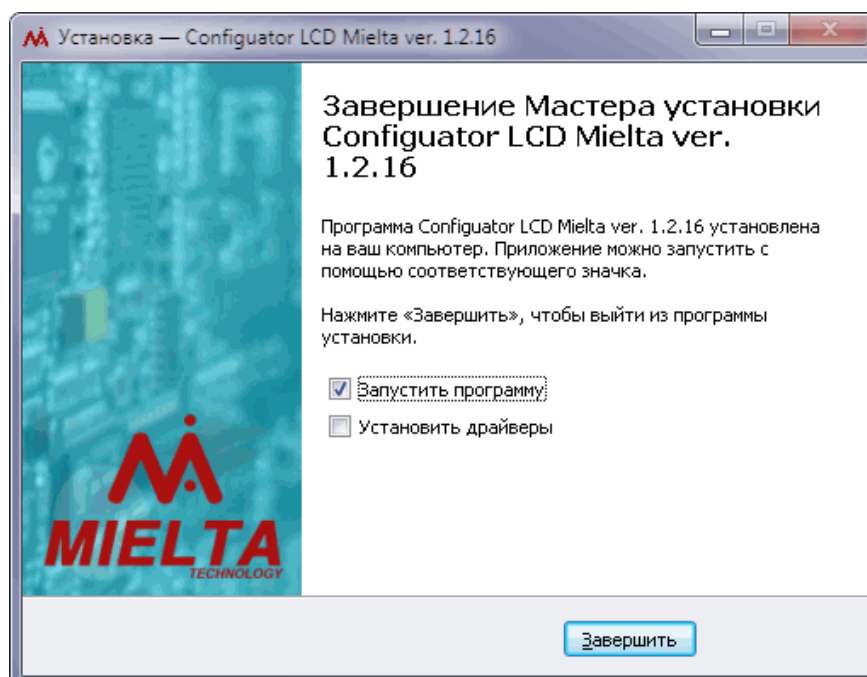 Установка — Configuator LCD Mielta ver. 1.2.16
Завершение Мастера установки
Configuator LCD Mielta ver.
1.2.16
Программа Configuator LCD Mielta ver. 1.2.16 установлена
на ваш компьютер. Приложение можно запустить с
помощью соответствующего значка.
Нажмите «Завершить», чтобы выйти из программы
установки.
Запустить программу
Установить драйверы
MIELTA
TECHNOLOGY
Завершить